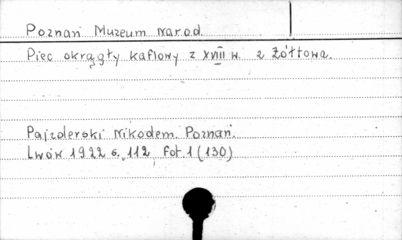 Poznań Muzeum Narod.
Piec okrągły kaflowy z XVIII w. z Żółtowa.
Pajzderski Nikodem. Poznań.
Lwów 1922 s. 112, fot. 1 (130)